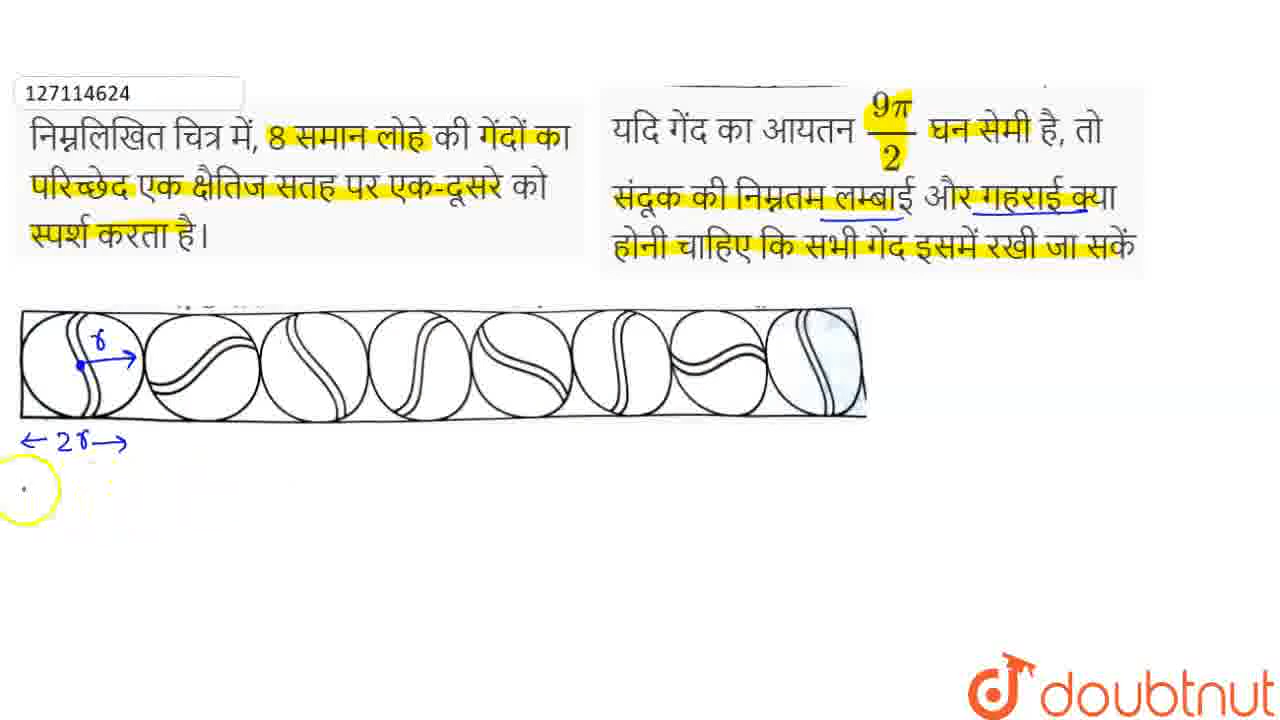 127114624
निम्नलिखित चित्र में, 8 समान लोहे की गेंदों का
परिच्छेद एक क्षैतिज सतह पर एक-दूसरे को
स्पर्श करता है।
यदि गेंद का आयतन 9π/2 घन सेमी है, तो
संदूक की निम्नतम लम्बाई और गहराई क्या
होनी चाहिए कि सभी गेंद इसमें रखी जा सकें
r
2r
doubtnut